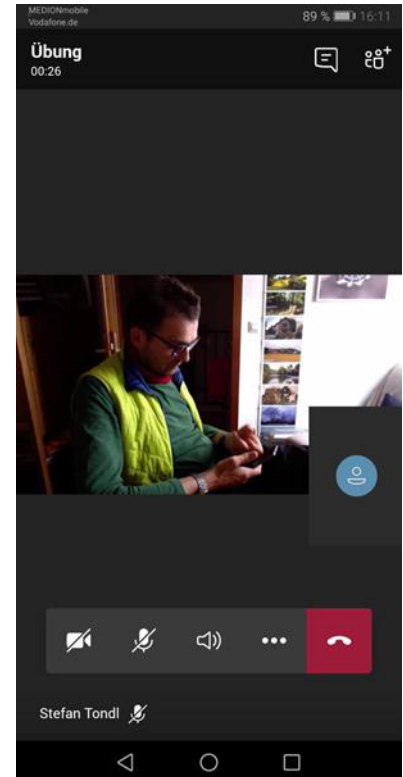 MEDIONmobile
Vodafone.de
89 % 16:11
Übung
00:26
Stefan Tondl